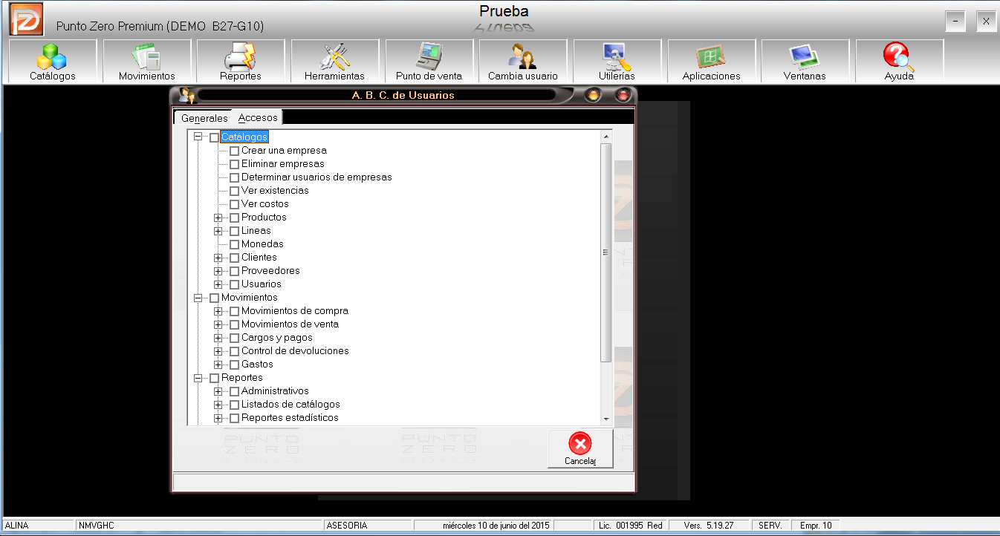 Prueba
Punto Zero Premium (DEMO B27-G10)
- X
Catálogos Movimientos Reportes Herramientas Punto de venta Cambia usuario Utilerías Aplicaciones Ventanas Ayuda
A. B. C. de Usuarios
Generales Accesos
Catálogos
Crear una empresa
Eliminar empresas
Determinar usuarios de empresas
Ver existencias
Ver costos
Productos
Lineas
Monedas
Clientes
Proveedores
Usuarios
Movimientos
Movimientos de compra
Movimientos de venta
Cargos y pagos
Control de devoluciones
Gastos
Reportes
Administrativos
Listados de catálogos
Reportes estadísticos
PUNTO ZERO PUNTO ZERO
Cancelar
ALINA NMVGHC ASESORIA miércoles 10 de junio del 2015 Lic. 001995 Red Vers. 5.19.27 SERV. Empr. 10